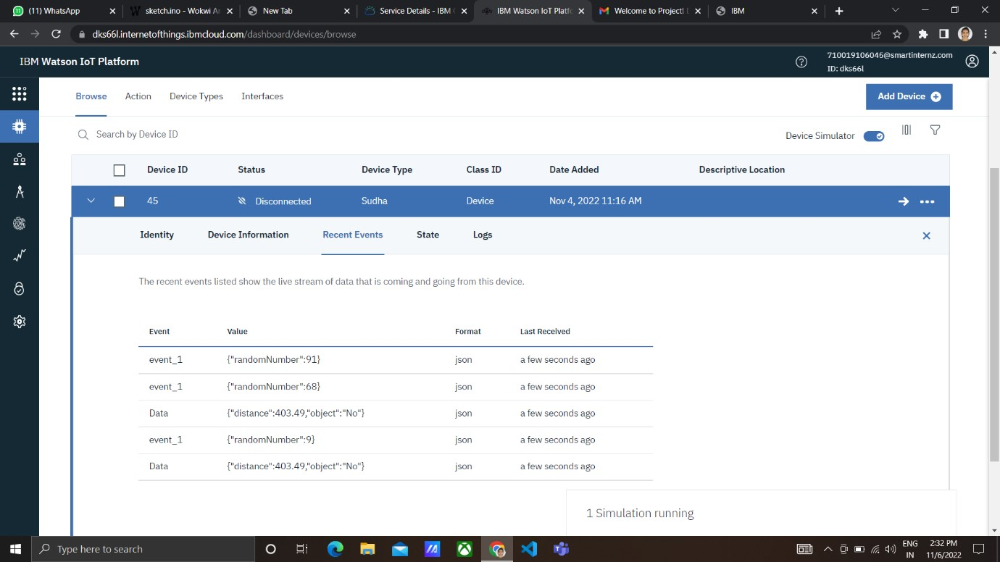 (11) WhatsApp
sketch.ino - Wokwi Ar
New Tab
Service Details - IBM
IBM Watson IoT Platfo
Welcome to Project!
IBM
dks66l.internetofthings.ibmcloud.com/dashboard/devices/browse
IBM Watson IoT Platform
710019106045@smartinternz.com
ID: dks66l
Browse Action Device Types Interfaces
Add Device
Search by Device ID
Device Simulator
Device ID Status Device Type Class ID Date Added Descriptive Location
45 Disconnected Sudha Device Nov 4, 2022 11:16 AM
Identity Device Information Recent Events State Logs
The recent events listed show the live stream of data that is coming and going from this device.
Event Value Format Last Received
event_1 {"randomNumber":91} json a few seconds ago
event_1 {"randomNumber":68} json a few seconds ago
Data {"distance":403.49,"object":"No"} json a few seconds ago
event_1 {"randomNumber":9} json a few seconds ago
Data {"distance":403.49,"object":"No"} json a few seconds ago
1 Simulation running
Type here to search
ENG
IN
2:32 PM
11/6/2022